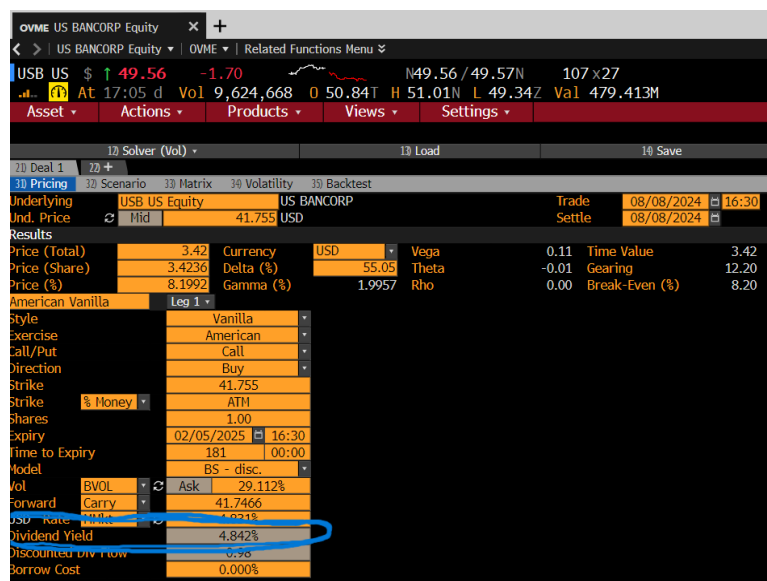 OVME US BANCORP Equity × +
< > US BANCORP Equity ▾ OVME ▾ Related Functions Menu
USB US $ ↑ 49.56 -1.70 N49.56 / 49.57N 107 x 27
At 17:05 d Vol 9,624,668 O 50.84T H 51.01N L 49.34Z Val 479.413M
Asset ▾ Actions ▾ Products ▾ Views ▾ Settings ▾
12) Solver (Vol) ▾ 13) Load 14) Save
21) Deal 1 22) +
31) Pricing 32) Scenario 33) Matrix 34) Volatility 35) Backtest
Underlying USB US Equity US BANCORP Trade 08/08/2024 16:30
Und. Price Mid 41.755 USD Settle 08/08/2024
Results
Price (Total) 3.42 Currency USD Vega 0.11 Time Value 3.42
Price (Share) 3.4236 Delta (%) 55.05 Theta -0.01 Gearing 12.20
Price (%) 8.1992 Gamma (%) 1.9957 Rho 0.00 Break-Even (%) 8.20
American Vanilla Leg 1 ▾
Style Vanilla
Exercise American
Call/Put Call
Direction Buy
Strike 41.755
Strike % Money ATM
Shares 1.00
Expiry 02/05/2025 16:30
Time to Expiry 181 00:00
Model BS - disc.
Vol BVOL Ask 29.112%
Forward Carry 41.7466
USD Rate MMkt
Dividend Yield 4.842%
Discounted Div Flow 0.98
Borrow Cost 0.000%